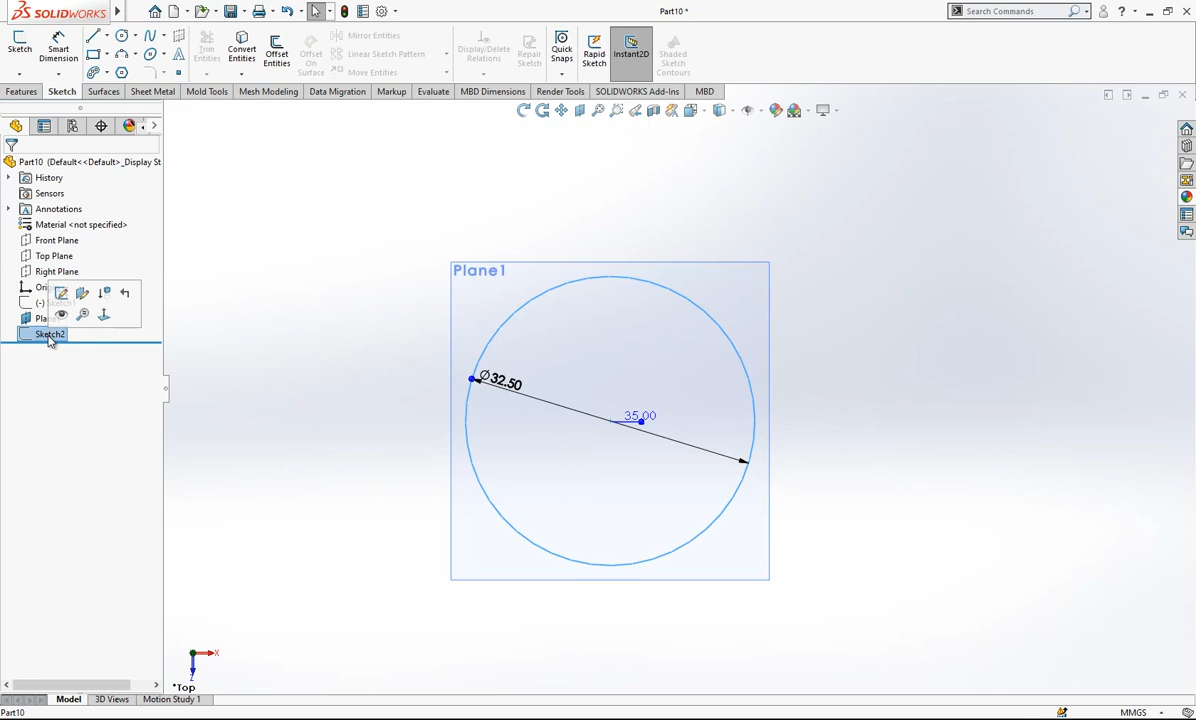 SOLIDWORKS
Part10 *
Search Commands
Sketch
Smart
Dimension
Trim
Entities
Convert
Entities
Offset
Entities
Offset
On
Surface
Mirror Entities
Linear Sketch Pattern
Move Entities
Display/Delete
Relations
Repair
Sketch
Quick
Snaps
Rapid
Sketch
Instant2D
Shaded
Sketch
Contours
Features
Sketch
Surfaces
Sheet Metal
Mold Tools
Mesh Modeling
Data Migration
Markup
Evaluate
MBD Dimensions
Render Tools
SOLIDWORKS Add-Ins
MBD
Part10 (Default<<Default>_Display St
History
Sensors
Annotations
Material <not specified>
Front Plane
Top Plane
Right Plane
Ori
(-) Sketch1
Plan
Sketch2
Plane1
Ø32.50
35.00
X
Z
*Top
Model
3D Views
Motion Study 1
Part10
MMGS